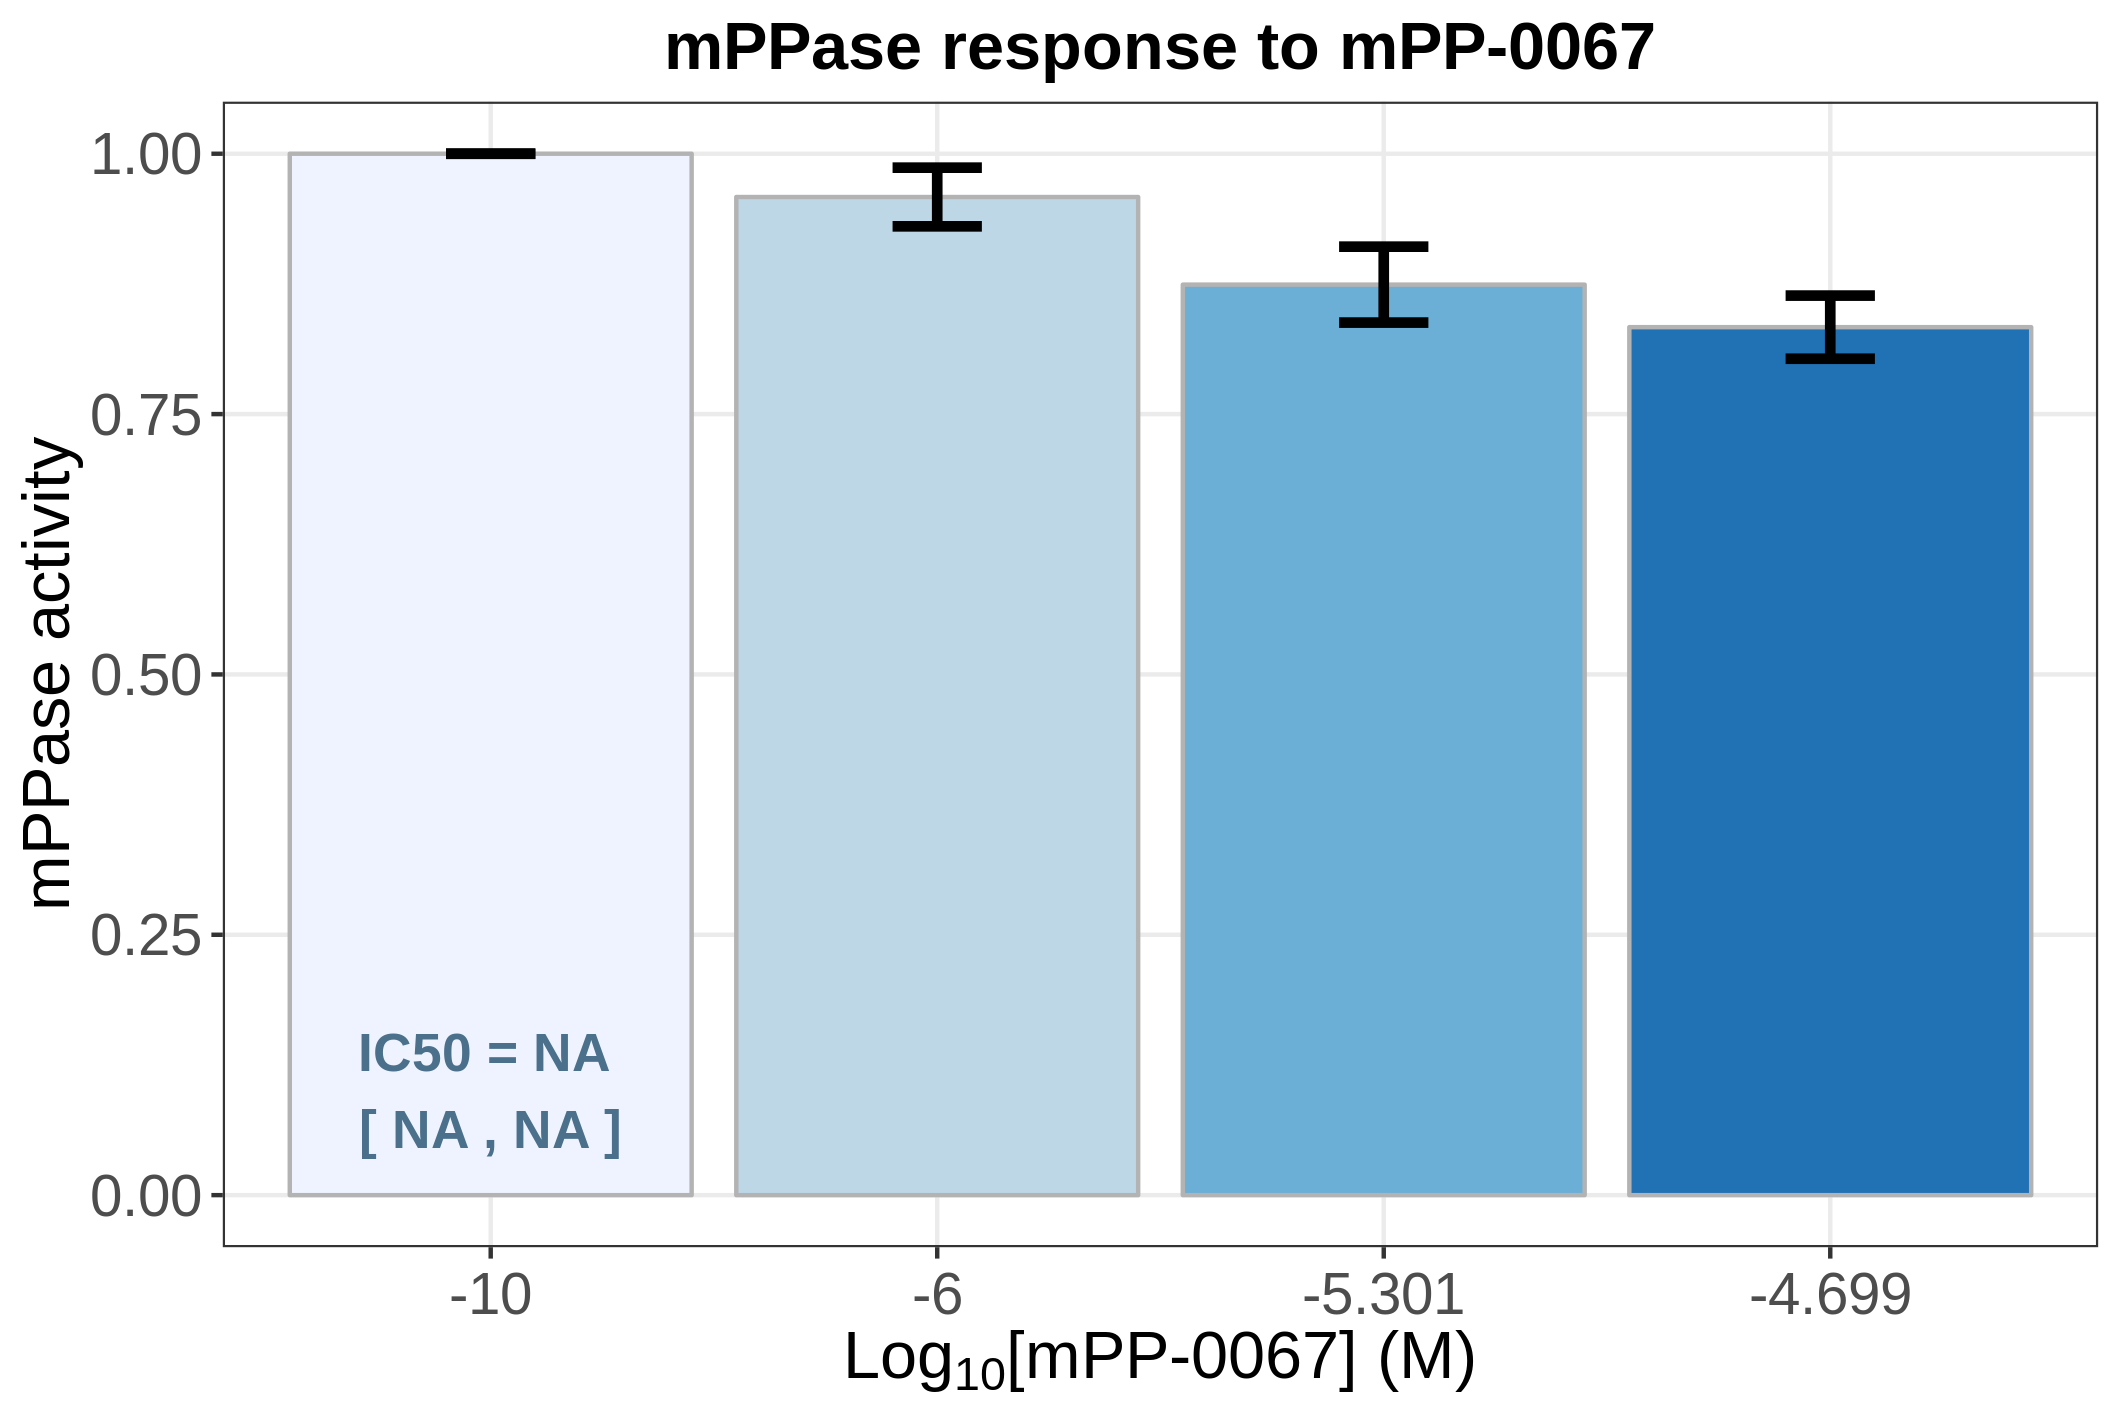 mPPase response to mPP-0067
mPPase activity
1.00
0.75
0.50
0.25
0.00
IC50 = NA
[ NA , NA ]
-10
-6
-5.301
-4.699
Log₁₀[mPP-0067] (M)